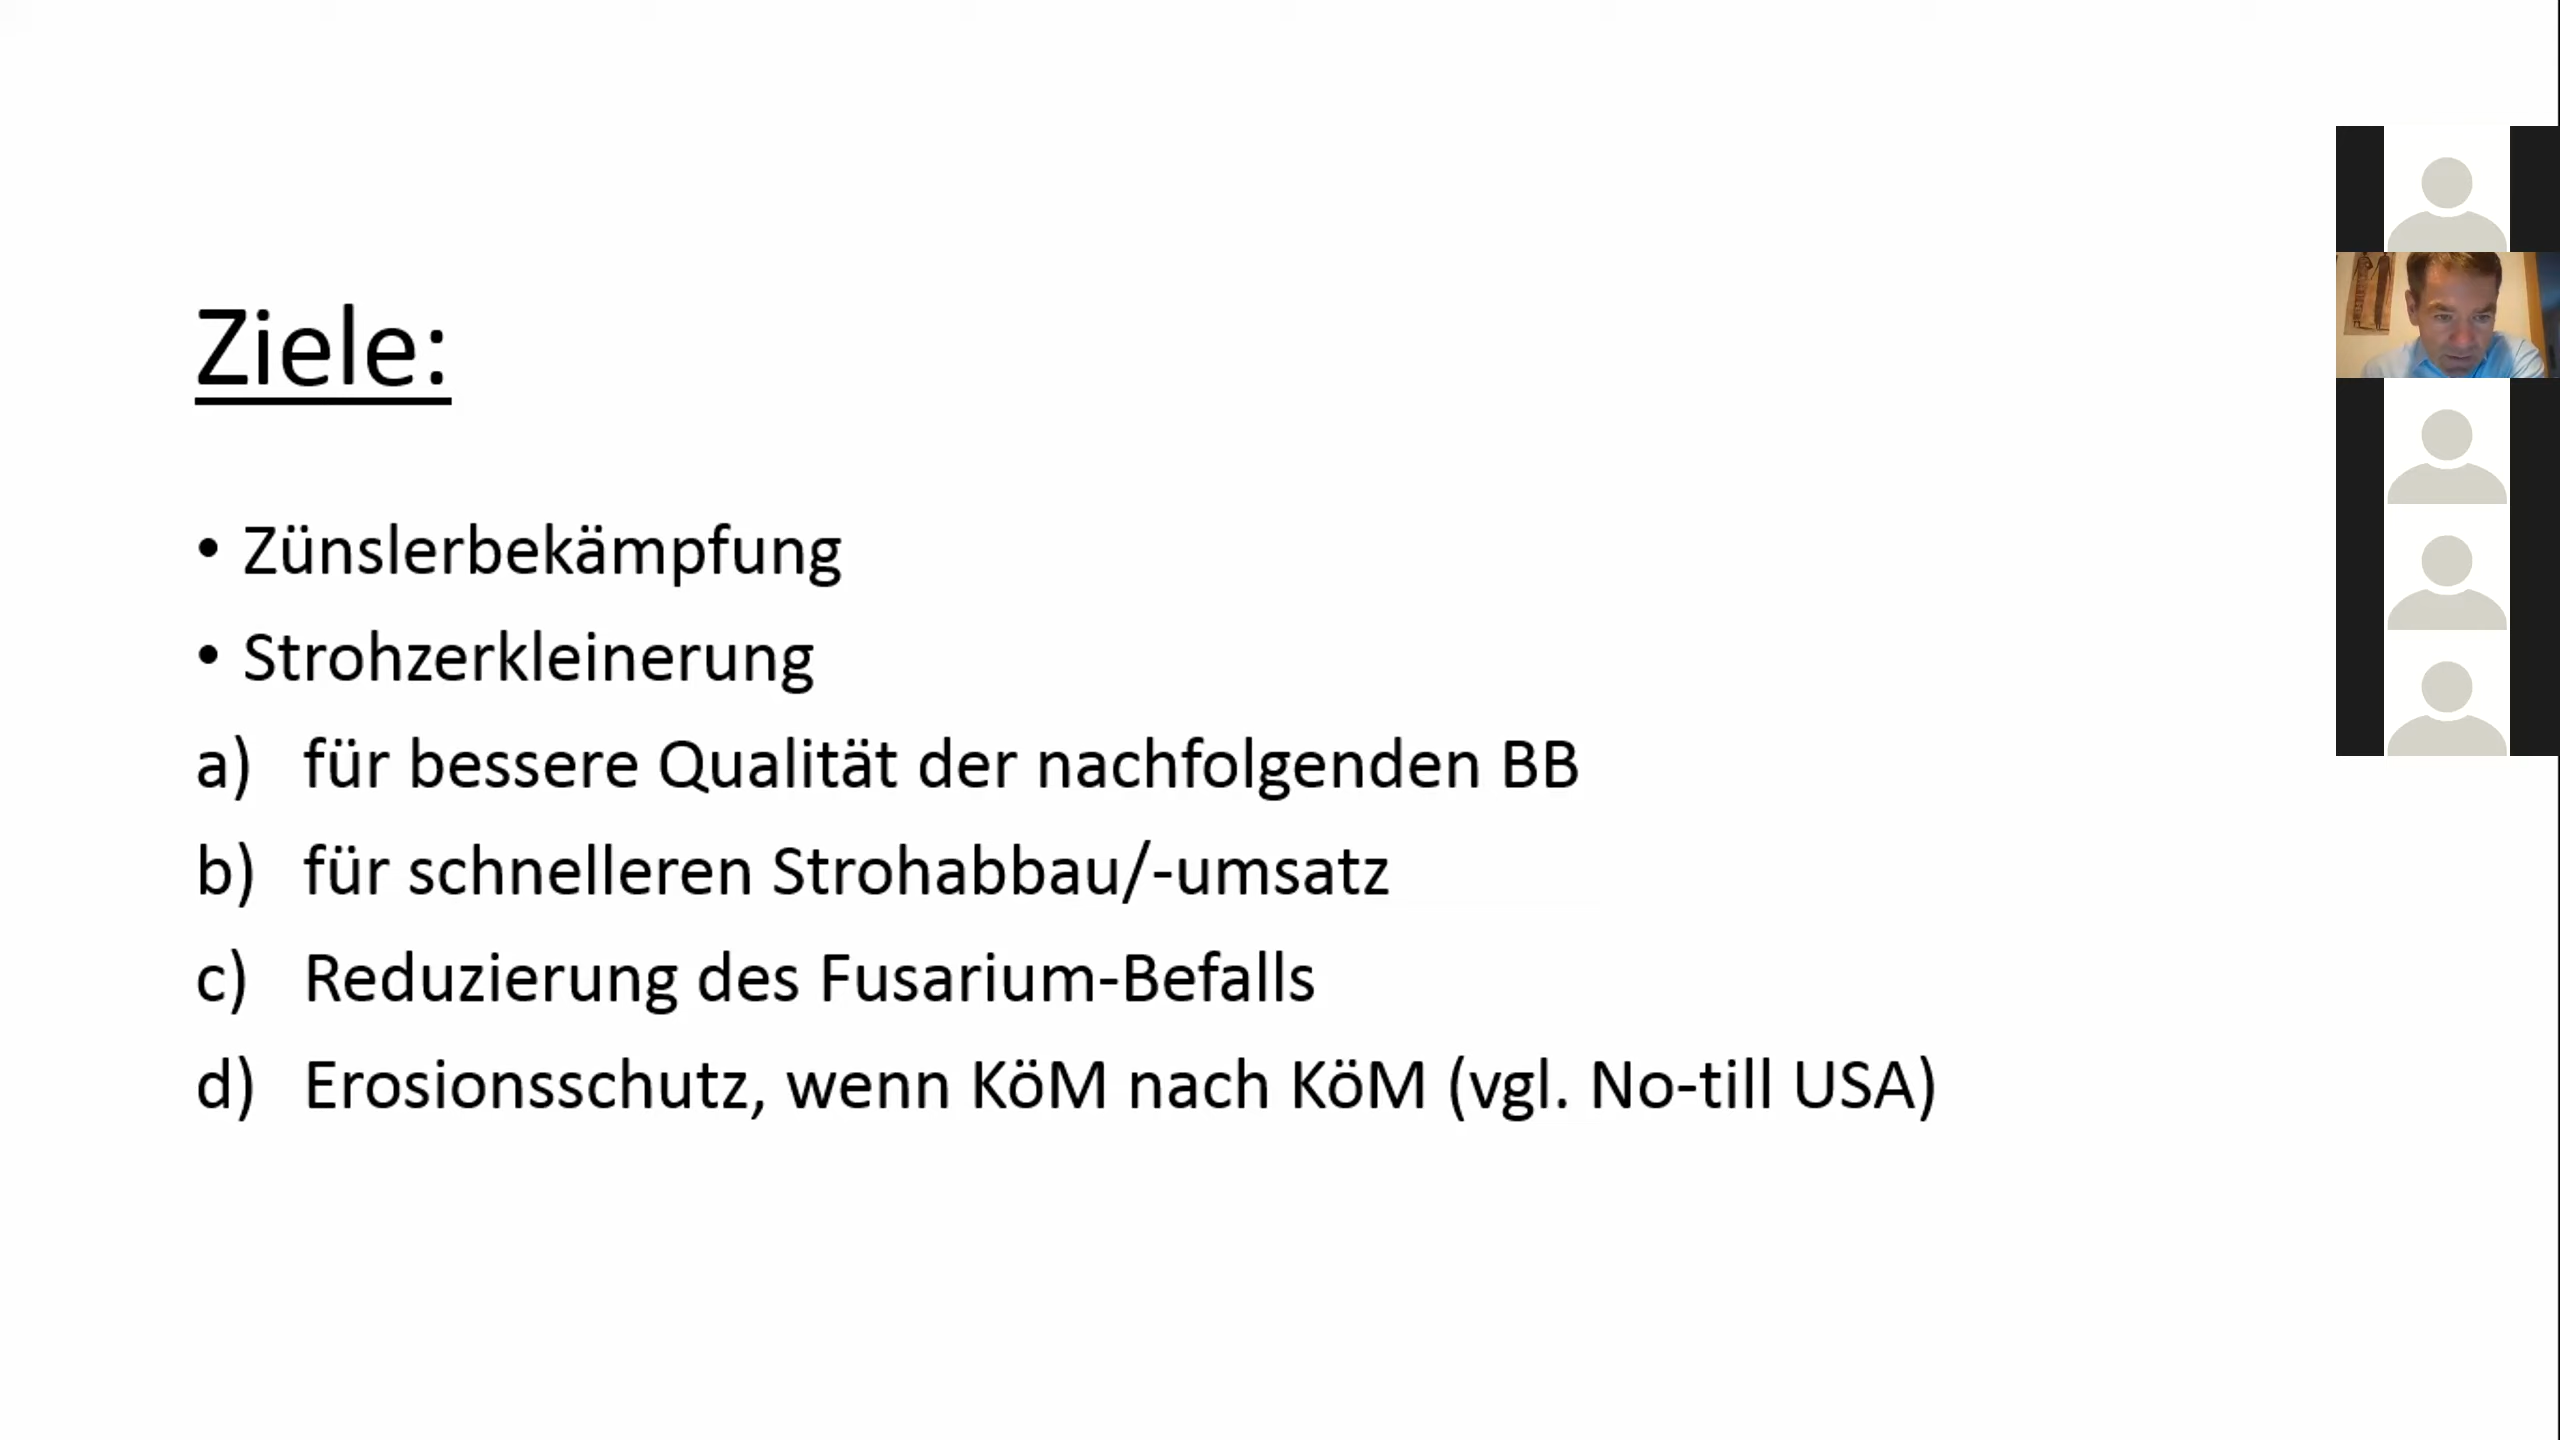 Ziele:
• Zünslerbekämpfung
• Strohzerkleinerung
a) für bessere Qualität der nachfolgenden BB
b) für schnelleren Strohabbau/-umsatz
c) Reduzierung des Fusarium-Befalls
d) Erosionsschutz, wenn KöM nach KöM (vgl. No-till USA)